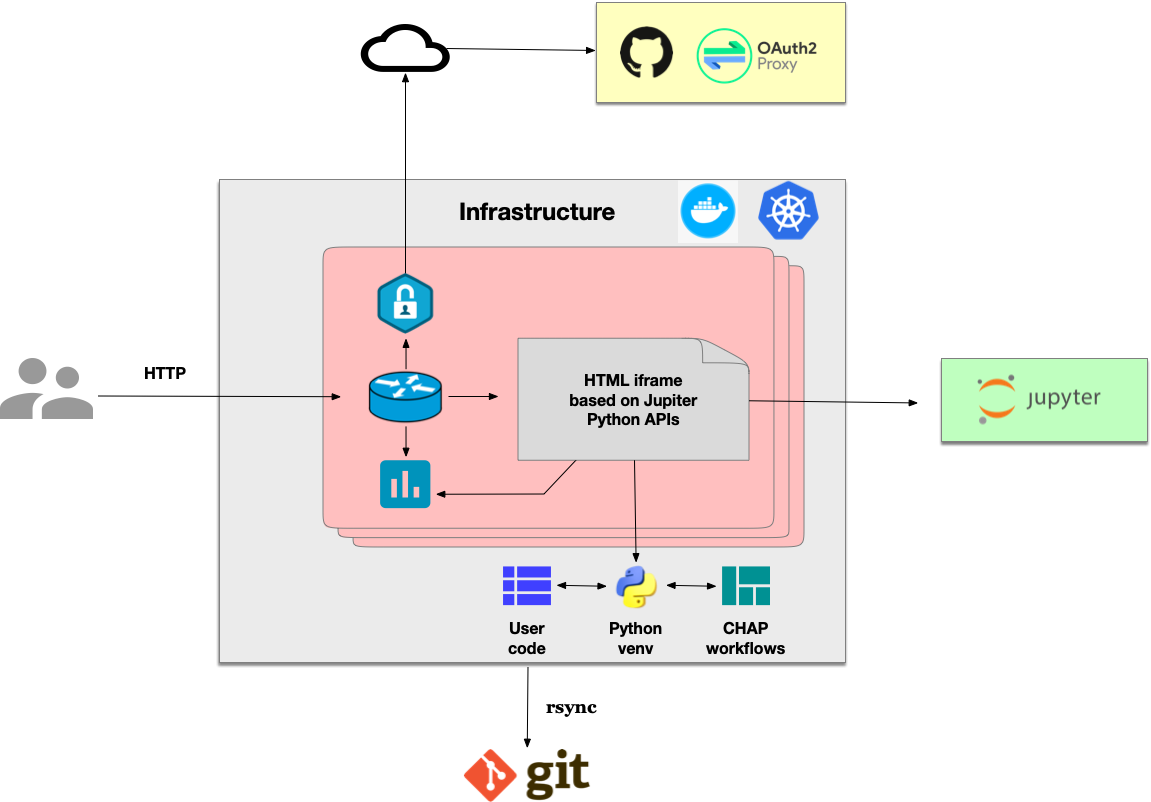 OAuth2
Proxy
Infrastructure
HTTP
HTML iframe
based on Jupiter
Python APIs
jupyter
User
code
Python
venv
CHAP
workflows
rsync
git